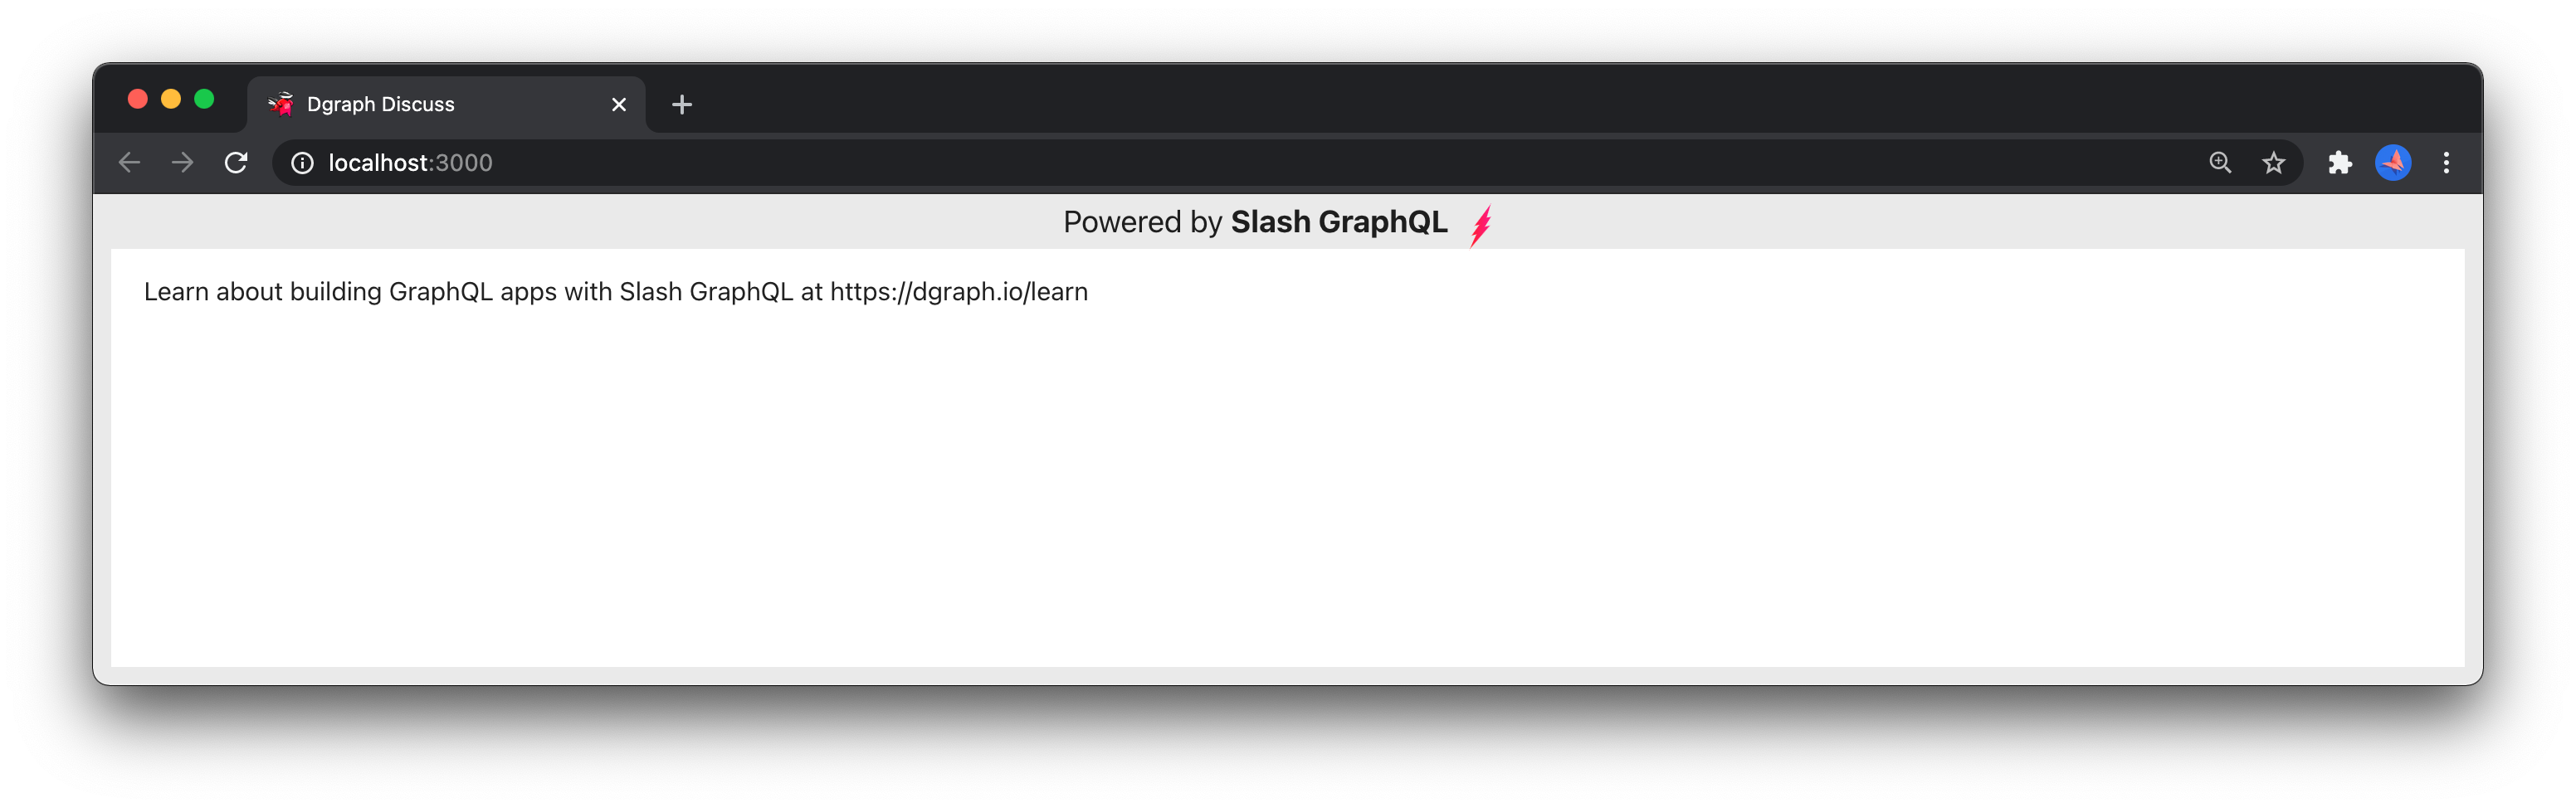 Dgraph Discuss
localhost:3000
Powered by Slash GraphQL
Learn about building GraphQL apps with Slash GraphQL at https://dgraph.io/learn